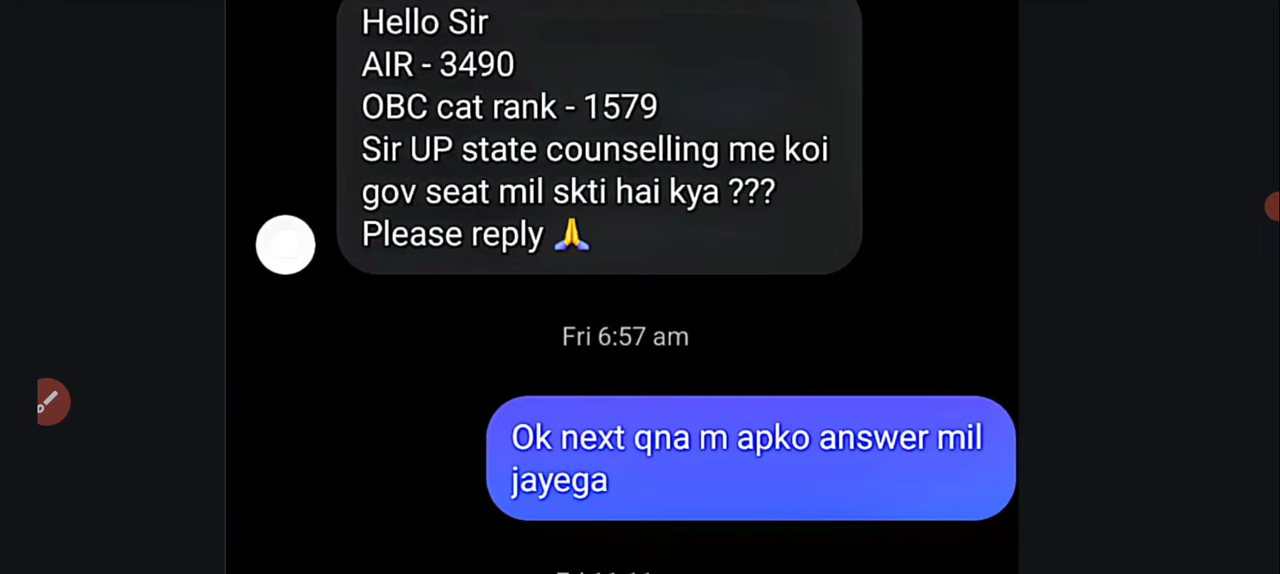 Hello Sir
AIR - 3490
OBC cat rank - 1579
Sir UP state counselling me koi
gov seat mil skti hai kya ???
Please reply 🙏
Fri 6:57 am
Ok next qna m apko answer mil
jayega